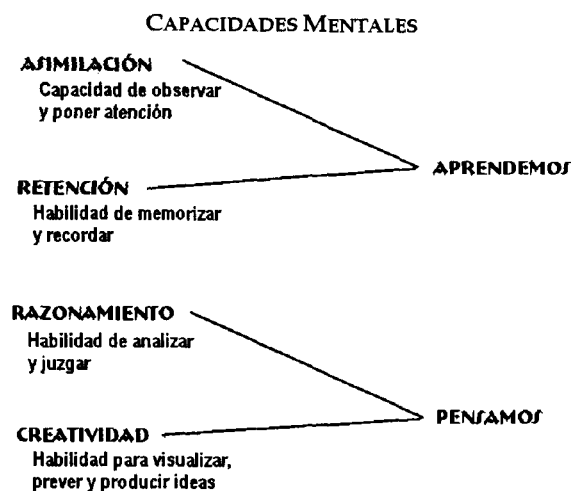 CAPACIDADES MENTALES
ASIMILACIÓN
Capacidad de observar
y poner atención
APRENDEMOS
RETENCIÓN
Habilidad de memorizar
y recordar
RAZONAMIENTO
Habilidad de analizar
y juzgar
PENSAMOS
CREATIVIDAD
Habilidad para visualizar,
prever y producir ideas